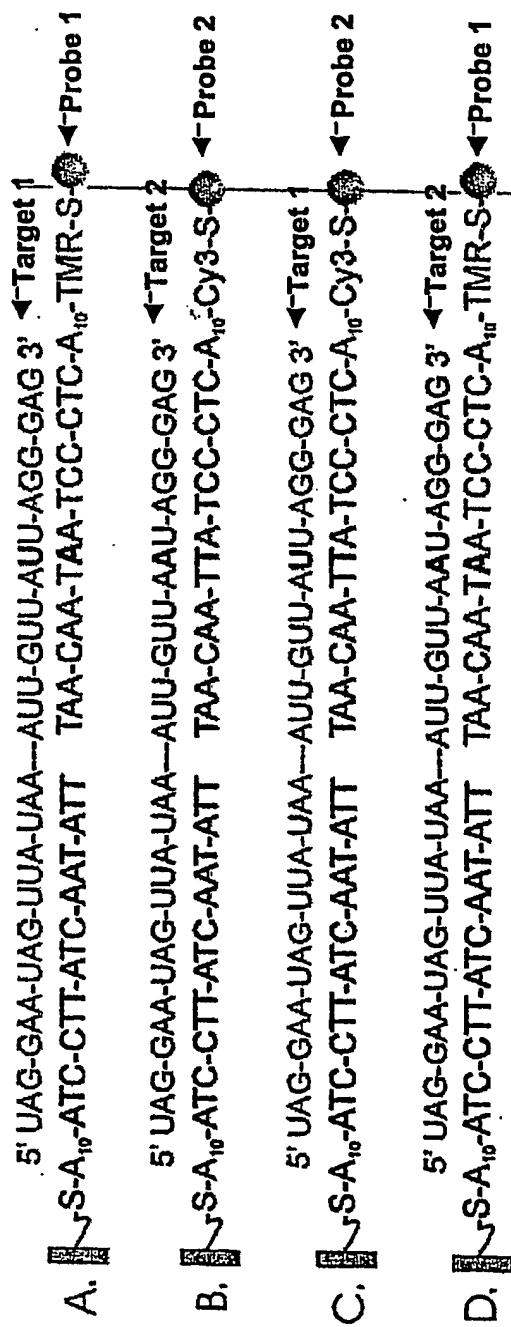 5' UAG-GAA-UAG-UUA-UAA---AUU-GUU-AUU-AGG-GAG 3' Target 1
A. S-A₁₀-ATC-CTT-ATC-AAT-ATT TAA-CAA-TAA-TCC-CTC-A₁₀-TMR-S- Probe 1
5' UAG-GAA-UAG-UUA-UAA---AUU-GUU-AAU-AGG-GAG 3' Target 2
B. S-A₁₀-ATC-CTT-ATC-AAT-ATT TAA-CAA-TTA-TCC-CTC-A₁₀-Cy3-S- Probe 2
5' UAG-GAA-UAG-UUA-UAA---AUU-GUU-AUU-AGG-GAG 3' Target 1
C. S-A₁₀-ATC-CTT-ATC-AAT-ATT TAA-CAA-TTA-TCC-CTC-A₁₀-Cy3-S- Probe 2
5' UAG-GAA-UAG-UUA-UAA---AUU-GUU-AAU-AGG-GAG 3' Target 2
D. S-A₁₀-ATC-CTT-ATC-AAT-ATT TAA-CAA-TAA-TCC-CTC-A₁₀-TMR-S- Probe 1